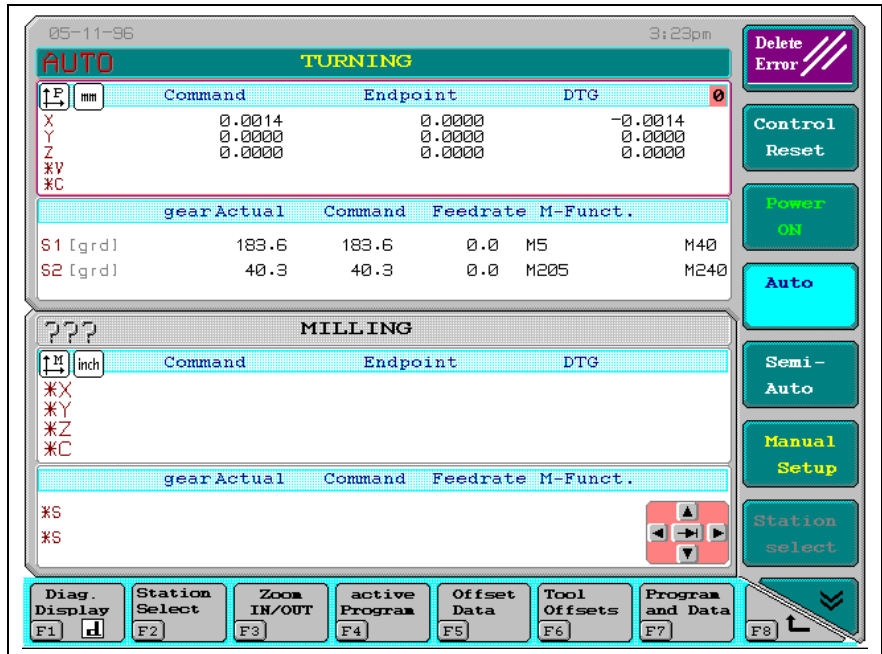 05-11-96 3:23pm
AUTO TURNING
P mm Command Endpoint DTG 0
X 0.0014 0.0000 -0.0014
Y 0.0000 0.0000 0.0000
Z 0.0000 0.0000 0.0000
*V
*C
gear Actual Command Feedrate M-Funct.
S1 [grd] 183.6 183.6 0.0 M5 M40
S2 [grd] 40.3 40.3 0.0 M205 M240
??? MILLING
M inch Command Endpoint DTG
*X
*Y
*Z
*C
gear Actual Command Feedrate M-Funct.
*S
*S
Delete
Error
Control
Reset
Power
ON
Auto
Semi-
Auto
Manual
Setup
Station
select
Diag.
Display
F1 d
Station
Select
F2
Zoom
IN/OUT
F3
active
Program
F4
Offset
Data
F5
Tool
Offsets
F6
Program
and Data
F7
F8